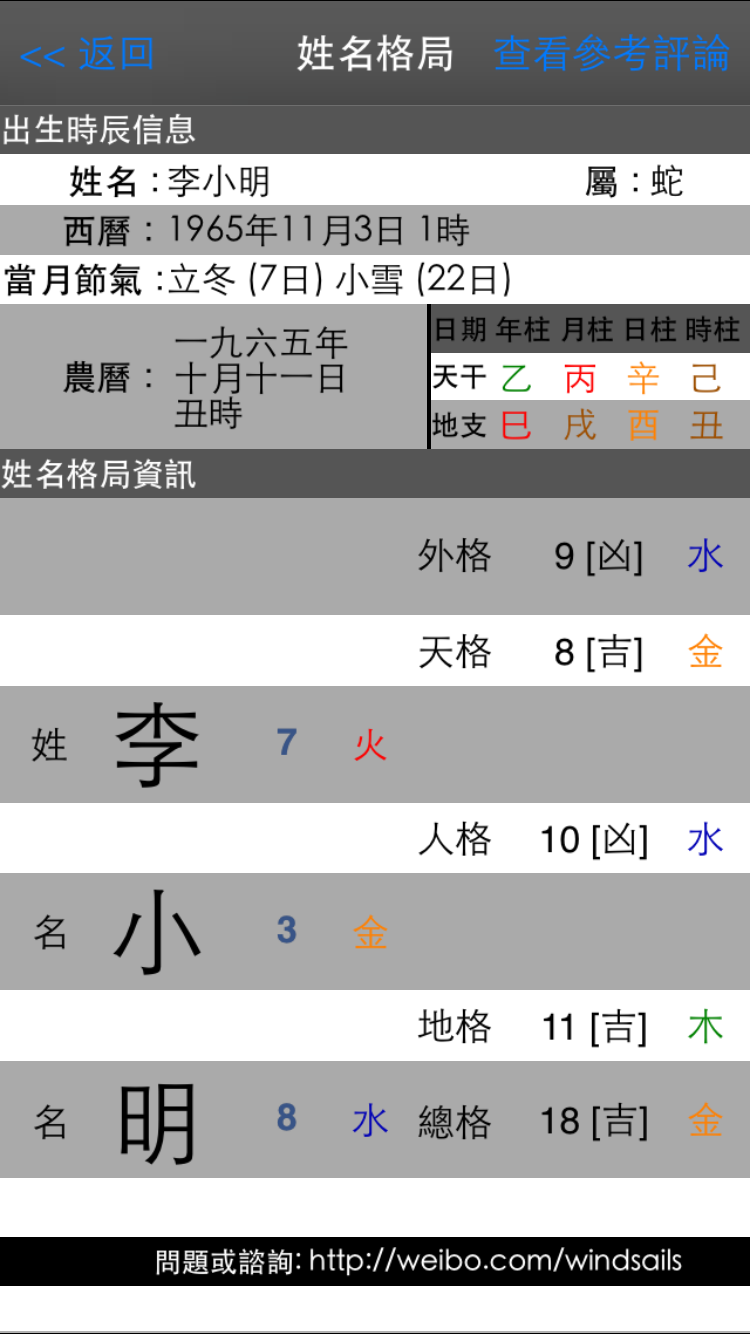 << 返回 姓名格局 查看參考評論
出生時辰信息
姓名 : 李小明 屬 : 蛇
西曆 : 1965年11月3日 1時
當月節氣 : 立冬 (7日) 小雪 (22日)
農曆 : 一九六五年
十月十一日
丑時
日期 年柱 月柱 日柱 時柱
天干 乙 丙 辛 己
地支 巳 戌 酉 丑
姓名格局資訊
外格 9 [凶] 水
天格 8 [吉] 金
姓 李 7 火
人格 10 [凶] 水
名 小 3 金
地格 11 [吉] 木
名 明 8 水 總格 18 [吉] 金
問題或諮詢: http://weibo.com/windsails